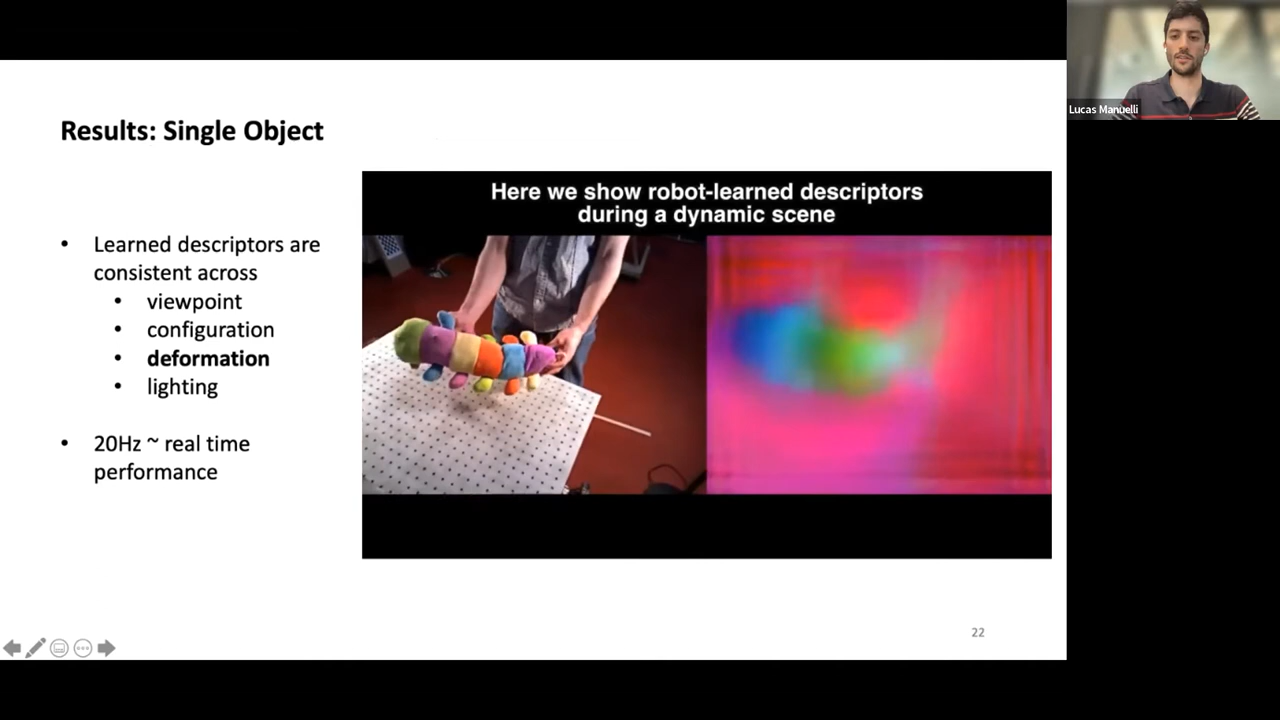 Lucas Manuelli
Results: Single Object
Here we show robot-learned descriptors
during a dynamic scene
• Learned descriptors are
consistent across
• viewpoint
• configuration
• deformation
• lighting
• 20Hz ~ real time
performance
22